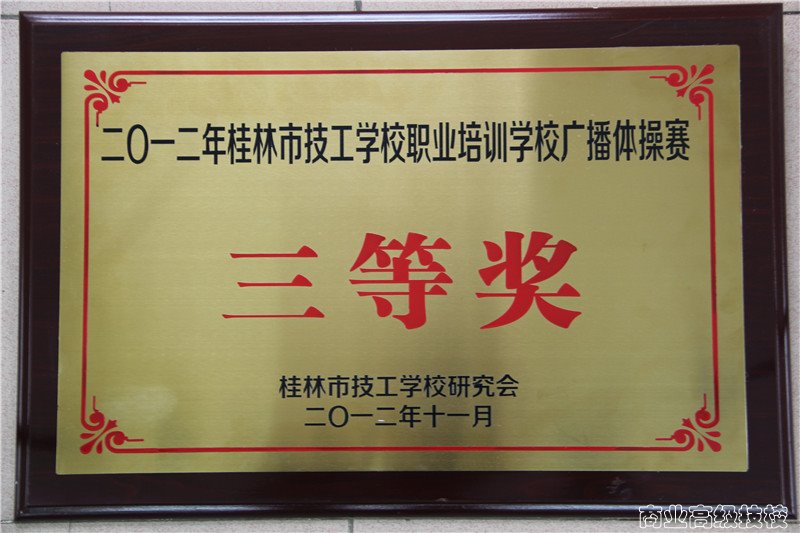 二〇一二年桂林市技工学校职业培训学校广播体操赛
三等奖
桂林市技工学校研究会
二〇一二年十一月
商业高级技校